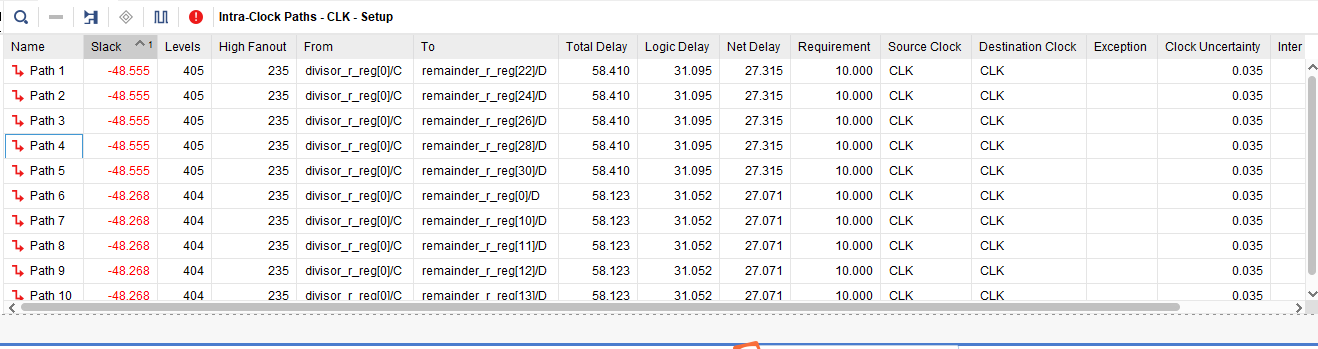 Intra-Clock Paths - CLK - Setup
Name Slack 1 Levels High Fanout From To Total Delay Logic Delay Net Delay Requirement Source Clock Destination Clock Exception Clock Uncertainty Inter
Path 1 -48.555 405 235 divisor_r_reg[0]/C remainder_r_reg[22]/D 58.410 31.095 27.315 10.000 CLK CLK 0.035
Path 2 -48.555 405 235 divisor_r_reg[0]/C remainder_r_reg[24]/D 58.410 31.095 27.315 10.000 CLK CLK 0.035
Path 3 -48.555 405 235 divisor_r_reg[0]/C remainder_r_reg[26]/D 58.410 31.095 27.315 10.000 CLK CLK 0.035
Path 4 -48.555 405 235 divisor_r_reg[0]/C remainder_r_reg[28]/D 58.410 31.095 27.315 10.000 CLK CLK 0.035
Path 5 -48.555 405 235 divisor_r_reg[0]/C remainder_r_reg[30]/D 58.410 31.095 27.315 10.000 CLK CLK 0.035
Path 6 -48.268 404 235 divisor_r_reg[0]/C remainder_r_reg[0]/D 58.123 31.052 27.071 10.000 CLK CLK 0.035
Path 7 -48.268 404 235 divisor_r_reg[0]/C remainder_r_reg[10]/D 58.123 31.052 27.071 10.000 CLK CLK 0.035
Path 8 -48.268 404 235 divisor_r_reg[0]/C remainder_r_reg[11]/D 58.123 31.052 27.071 10.000 CLK CLK 0.035
Path 9 -48.268 404 235 divisor_r_reg[0]/C remainder_r_reg[12]/D 58.123 31.052 27.071 10.000 CLK CLK 0.035
Path 10 -48.268 404 235 divisor_r_reg[0]/C remainder_r_reg[13]/D 58.123 31.052 27.071 10.000 CLK CLK 0.035